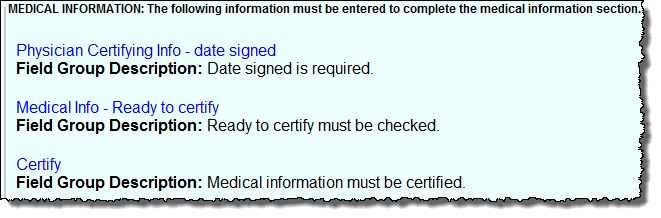 MEDICAL INFORMATION: The following information must be entered to complete the medical information section.
Physician Certifying Info - date signed
Field Group Description: Date signed is required.
Medical Info - Ready to certify
Field Group Description: Ready to certify must be checked.
Certify
Field Group Description: Medical information must be certified.